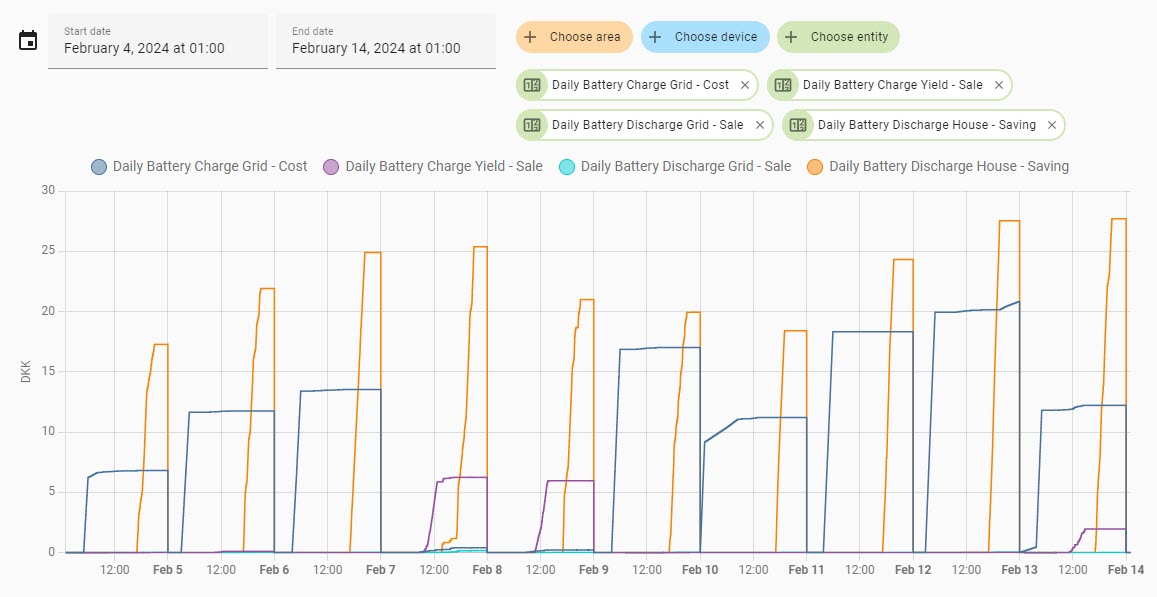 Start date
February 4, 2024 at 01:00
End date
February 14, 2024 at 01:00
Choose area
Choose device
Choose entity
Daily Battery Charge Grid - Cost
Daily Battery Charge Yield - Sale
Daily Battery Discharge Grid - Sale
Daily Battery Discharge House - Saving
Daily Battery Charge Grid - Cost
Daily Battery Charge Yield - Sale
Daily Battery Discharge Grid - Sale
Daily Battery Discharge House - Saving
30
25
20
15
10
5
0
DKK
12:00 Feb 5 12:00 Feb 6 12:00 Feb 7 12:00 Feb 8 12:00 Feb 9 12:00 Feb 10 12:00 Feb 11 12:00 Feb 12 12:00 Feb 13 12:00 Feb 14